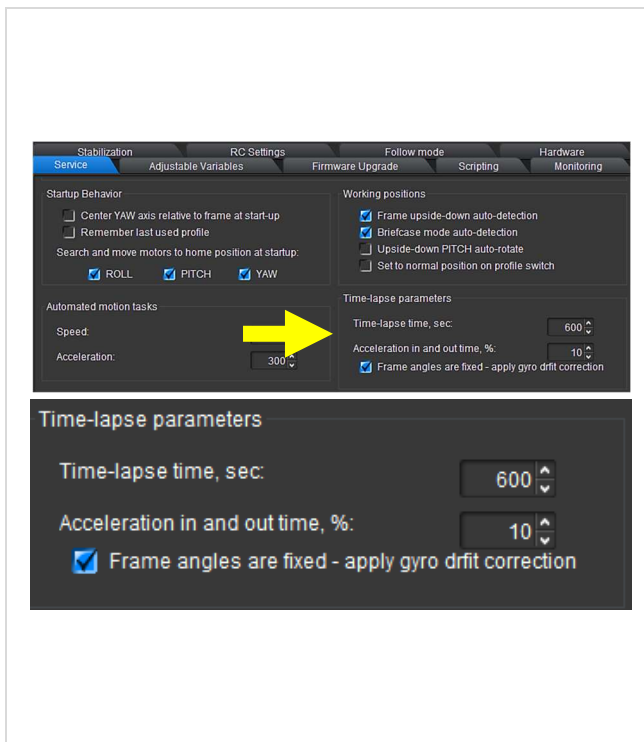 Stabilization RC Settings Follow mode Hardware
Service Adjustable Variables Firmware Upgrade Scripting Monitoring
Startup Behavior
Center YAW axis relative to frame at start-up
Remember last used profile
Search and move motors to home position at startup:
ROLL PITCH YAW
Automated motion tasks
Speed:
Acceleration: 300
Working positions
Frame upside-down auto-detection
Briefcase mode auto-detection
Upside-down PITCH auto-rotate
Set to normal position on profile switch
Time-lapse parameters
Time-lapse time, sec: 600
Acceleration in and out time, %: 10
Frame angles are fixed - apply gyro drfit correction
Time-lapse parameters
Time-lapse time, sec: 600
Acceleration in and out time, %: 10
Frame angles are fixed - apply gyro drfit correction